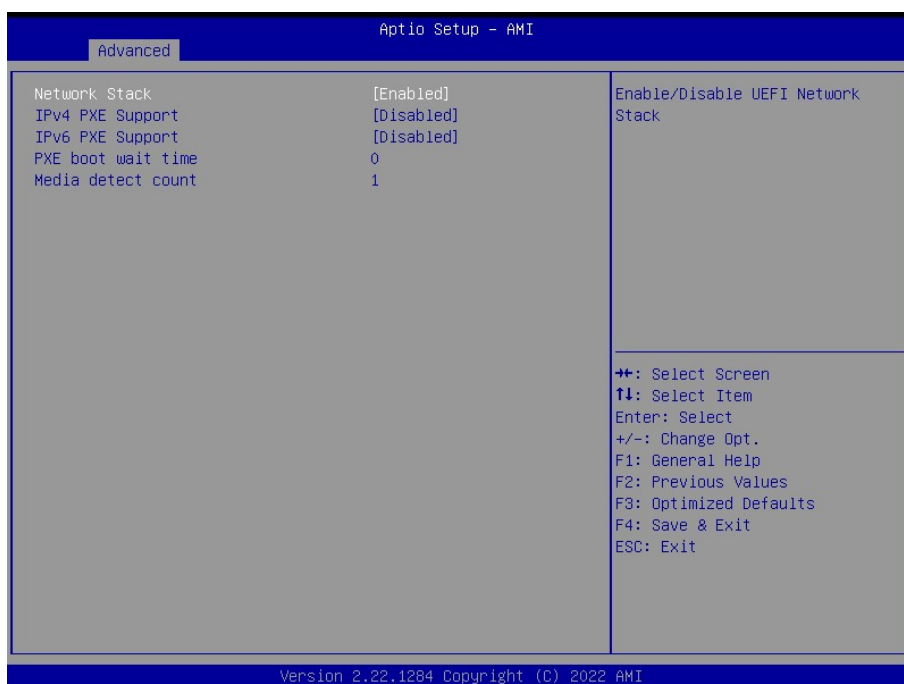 Aptio Setup - AMI
Advanced
Network Stack [Enabled]
IPv4 PXE Support [Disabled]
IPv6 PXE Support [Disabled]
PXE boot wait time 0
Media detect count 1
Enable/Disable UEFI Network
Stack
→←: Select Screen
↑↓: Select Item
Enter: Select
+/-: Change Opt.
F1: General Help
F2: Previous Values
F3: Optimized Defaults
F4: Save & Exit
ESC: Exit
Version 2.22.1284 Copyright (C) 2022 AMI